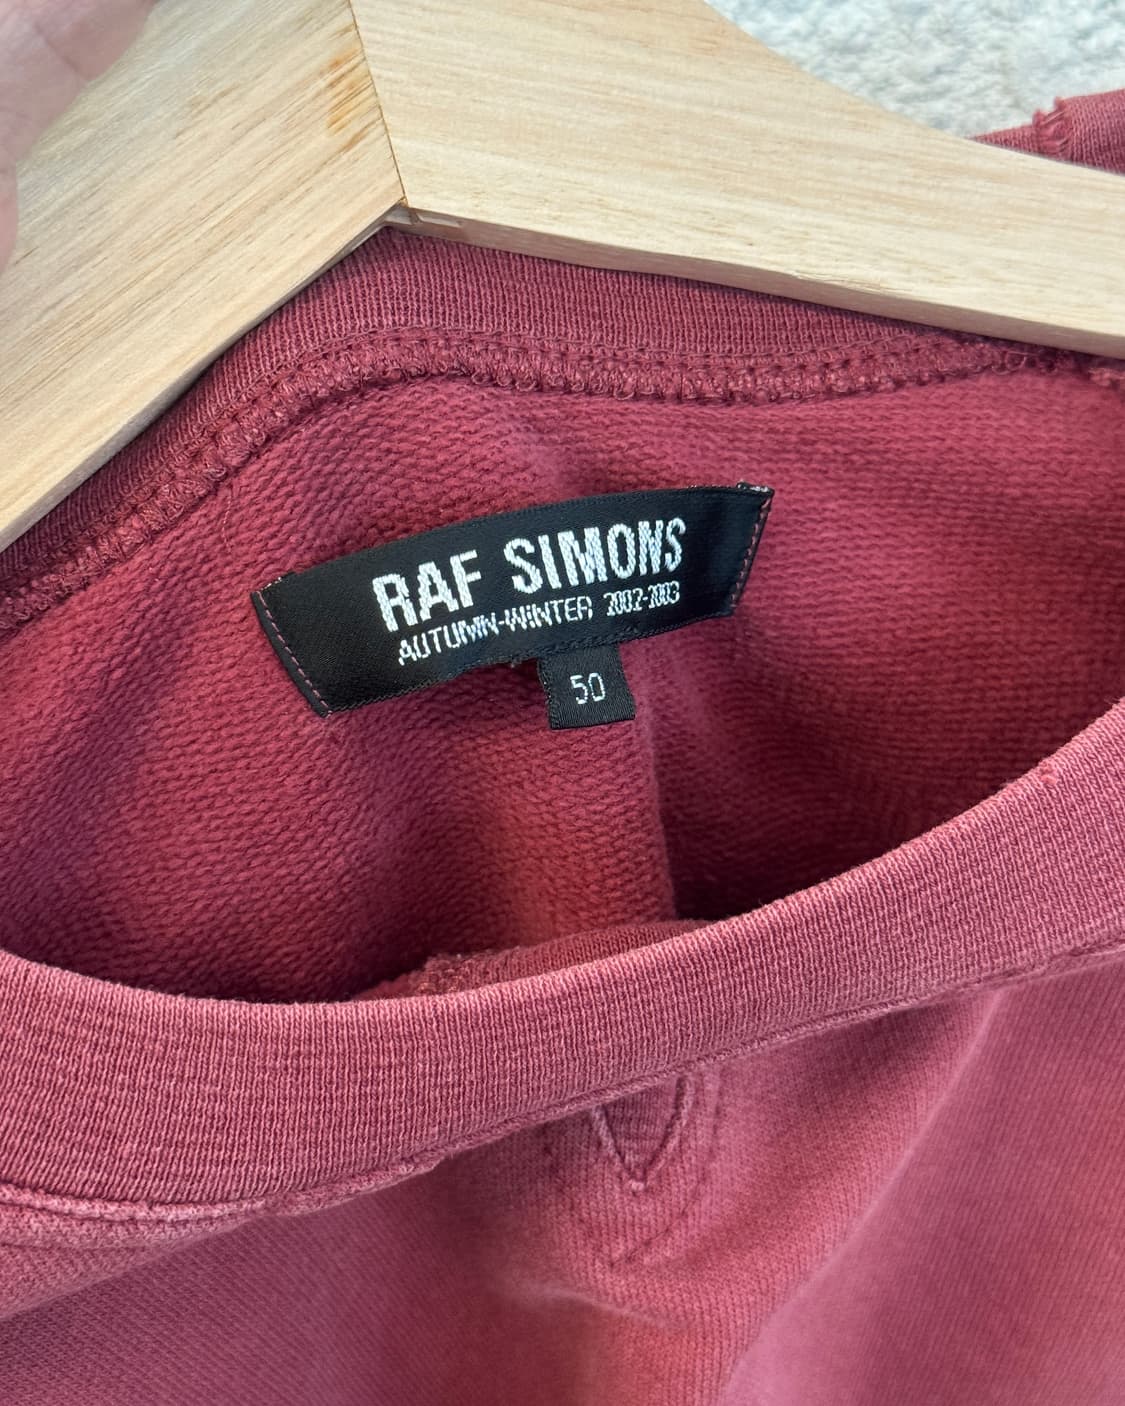 RAF SIMONS
AUTUMN-WINTER 2002-2003
50